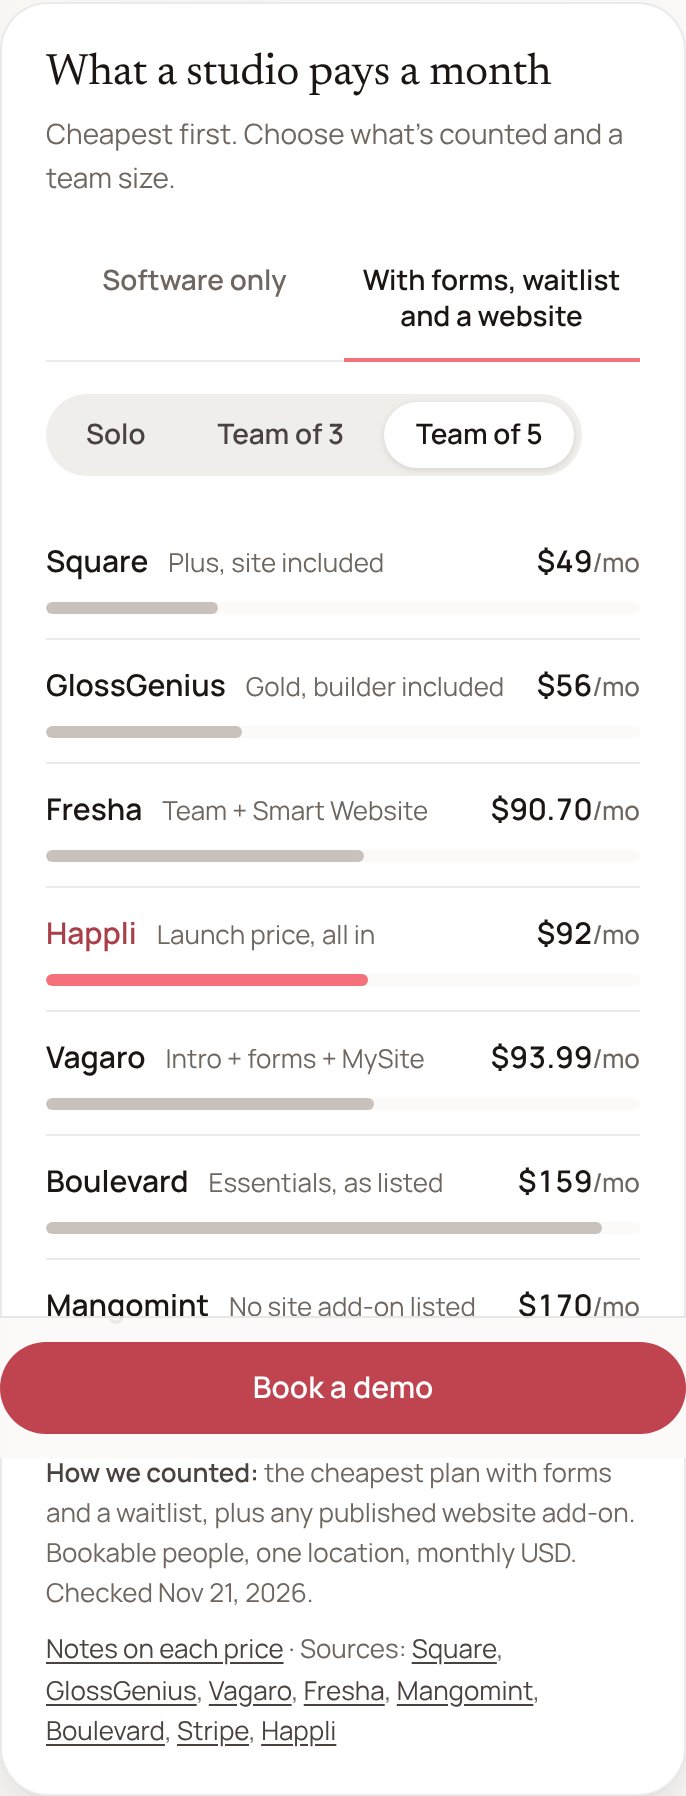 What a studio pays a month
Cheapest first. Choose what's counted and a
team size.
Software only
With forms, waitlist
and a website
Solo Team of 3 Team of 5
Square Plus, site included $49/mo
GlossGenius Gold, builder included $56/mo
Fresha Team + Smart Website $90.70/mo
Happli Launch price, all in $92/mo
Vagaro Intro + forms + MySite $93.99/mo
Boulevard Essentials, as listed $159/mo
Mangomint No site add-on listed $170/mo
Book a demo
How we counted: the cheapest plan with forms
and a waitlist, plus any published website add-on.
Bookable people, one location, monthly USD.
Checked Nov 21, 2026.
Notes on each price · Sources: Square,
GlossGenius, Vagaro, Fresha, Mangomint,
Boulevard, Stripe, Happli